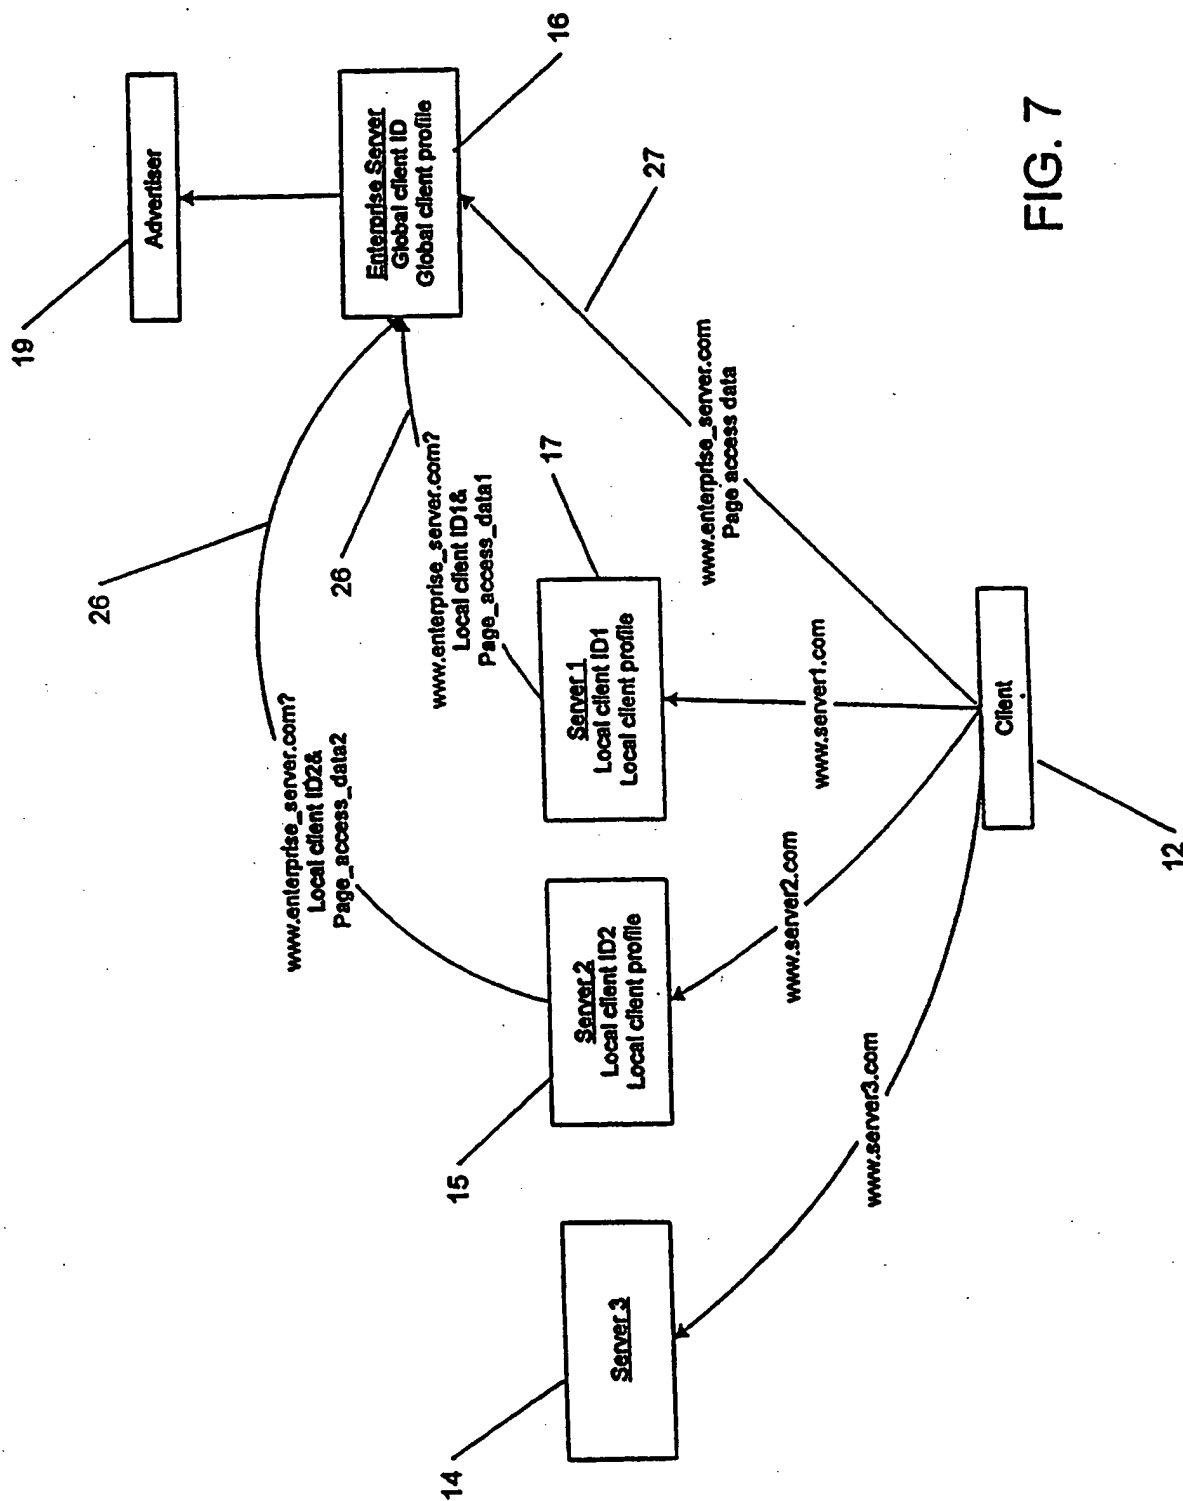 19
Advertiser
16
Enterprise Server
Global client ID
Global client profile
26
26
27
www.enterprise_server.com?
Local client ID2&
Page_access_data2
www.enterprise_server.com?
Local client ID1&
Page_access_data1
www.enterprise_server.com
Page access data
14
Server 3
15
Server 2
Local client ID2
Local client profile
17
Server 1
Local client ID1
Local client profile
www.server3.com
www.server2.com
www.server1.com
12
Client
FIG. 7